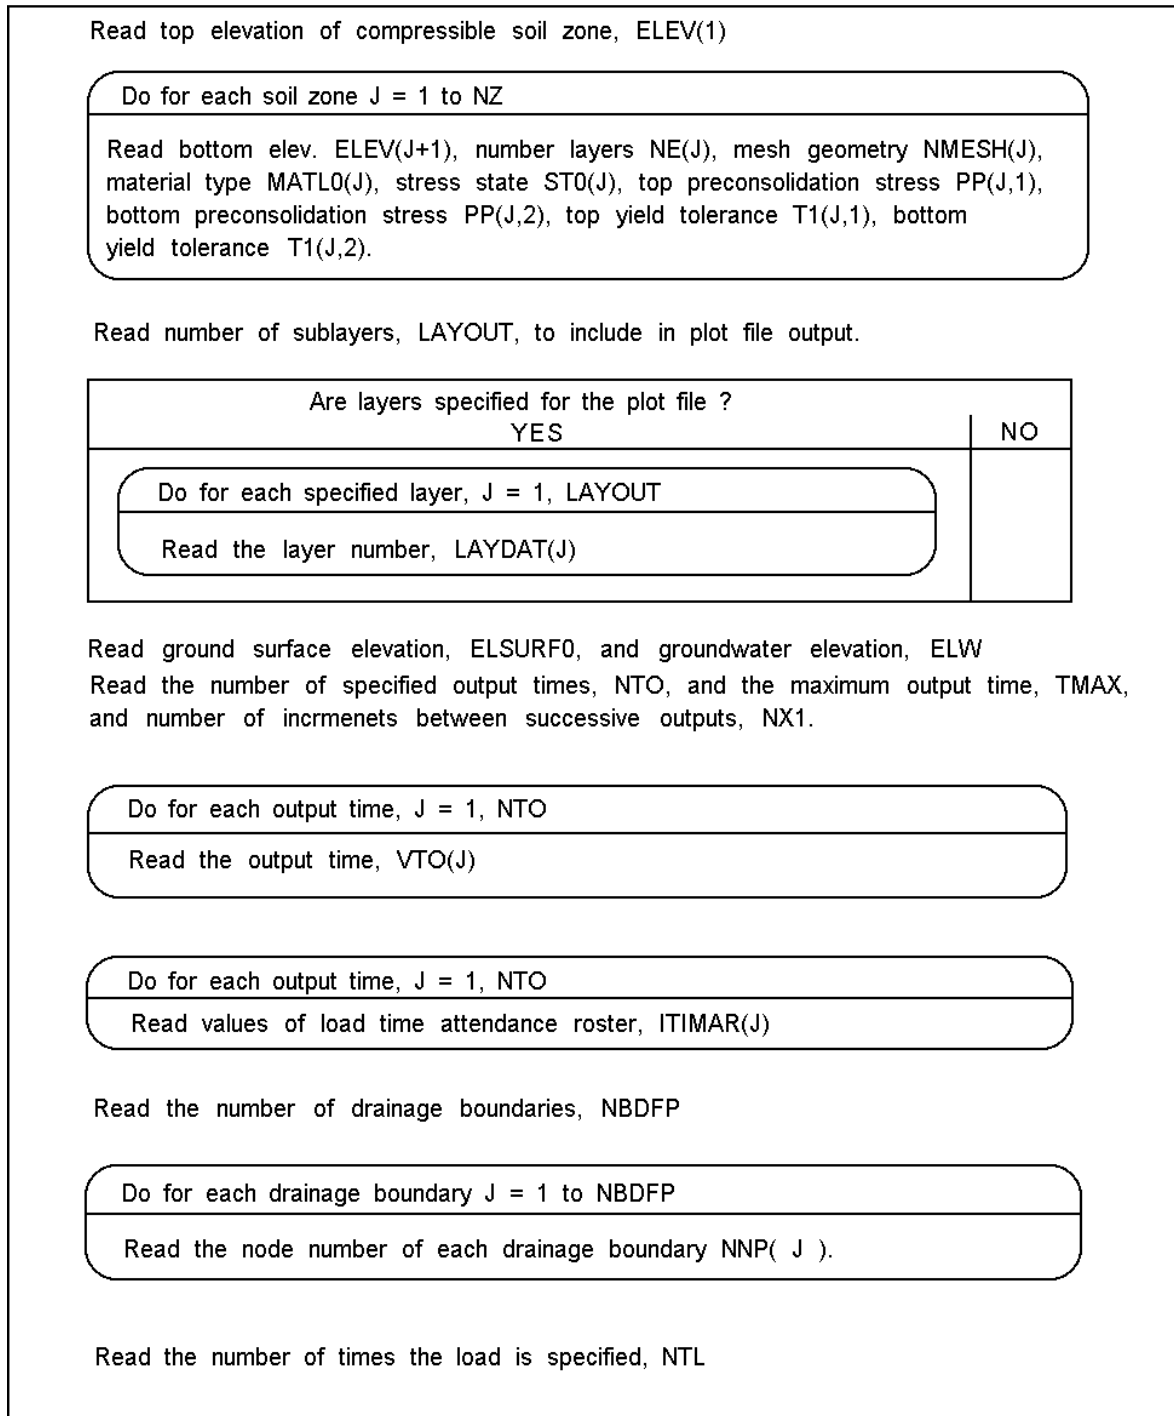 Read top elevation of compressible soil zone, ELEV(1)
Do for each soil zone J = 1 to NZ
Read bottom elev. ELEV(J+1), number layers NE(J), mesh geometry NMESH(J),
material type MATL0(J), stress state ST0(J), top preconsolidation stress PP(J,1),
bottom preconsolidation stress PP(J,2), top yield tolerance T1(J,1), bottom
yield tolerance T1(J,2).
Read number of sublayers, LAYOUT, to include in plot file output.
Are layers specified for the plot file ?
YES
NO
Do for each specified layer, J = 1, LAYOUT
Read the layer number, LAYDAT(J)
Read ground surface elevation, ELSURF0, and groundwater elevation, ELW
Read the number of specified output times, NTO, and the maximum output time, TMAX,
and number of incrmenets between successive outputs, NX1.
Do for each output time, J = 1, NTO
Read the output time, VTO(J)
Do for each output time, J = 1, NTO
Read values of load time attendance roster, ITIMAR(J)
Read the number of drainage boundaries, NBDFP
Do for each drainage boundary J = 1 to NBDFP
Read the node number of each drainage boundary NNP( J ).
Read the number of times the load is specified, NTL